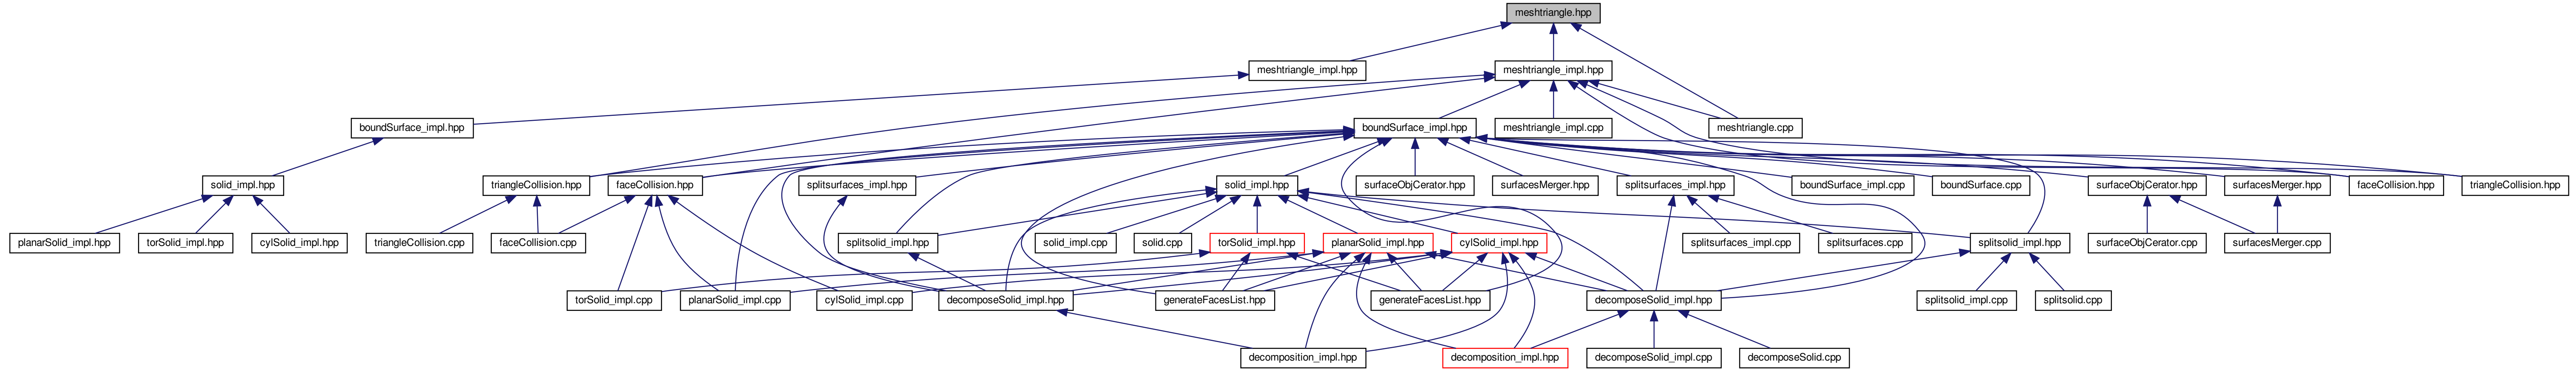 meshtriangle.hpp
meshtriangle_impl.hpp
meshtriangle_impl.hpp
boundSurface_impl.hpp
boundSurface_impl.hpp
meshtriangle_impl.cpp
meshtriangle.cpp
solid_impl.hpp
triangleCollision.hpp
faceCollision.hpp
splitsurfaces_impl.hpp
solid_impl.hpp
surfaceObjCerator.hpp
surfacesMerger.hpp
splitsurfaces_impl.hpp
boundSurface_impl.cpp
boundSurface.cpp
surfaceObjCerator.hpp
surfacesMerger.hpp
faceCollision.hpp
triangleCollision.hpp
planarSolid_impl.hpp
torSolid_impl.hpp
cylSolid_impl.hpp
triangleCollision.cpp
faceCollision.cpp
splitsolid_impl.hpp
solid_impl.cpp
solid.cpp
torSolid_impl.hpp
planarSolid_impl.hpp
cylSolid_impl.hpp
splitsurfaces_impl.cpp
splitsurfaces.cpp
splitsolid_impl.hpp
surfaceObjCerator.cpp
surfacesMerger.cpp
torSolid_impl.cpp
planarSolid_impl.cpp
cylSolid_impl.cpp
decomposeSolid_impl.hpp
generateFacesList.hpp
generateFacesList.hpp
decomposeSolid_impl.hpp
splitsolid_impl.cpp
splitsolid.cpp
decomposition_impl.hpp
decomposition_impl.hpp
decomposeSolid_impl.cpp
decomposeSolid.cpp